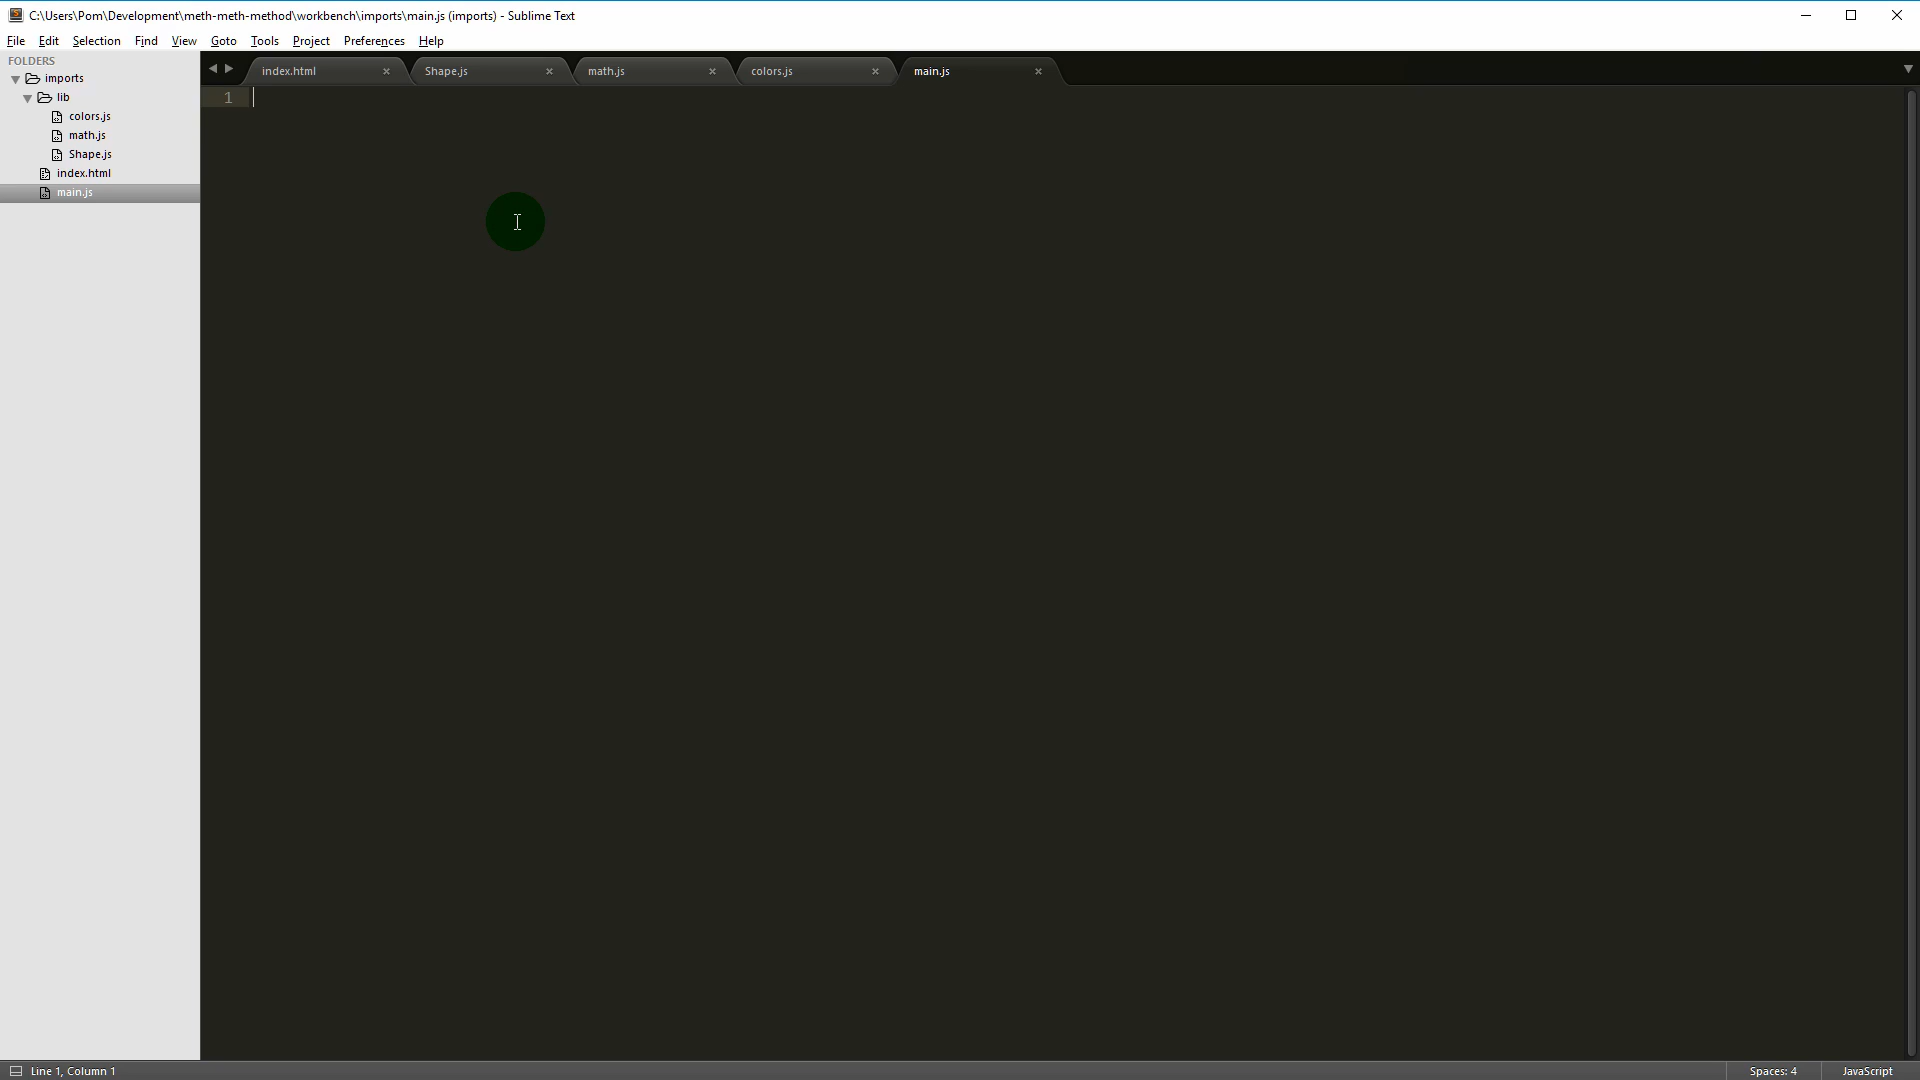 C:\Users\Pom\Development\meth-meth-method\workbench\imports\main.js (imports) - Sublime Text
File Edit Selection Find View Goto Tools Project Preferences Help
FOLDERS
imports
lib
colors.js
math.js
Shape.js
index.html
main.js
index.html Shape.js math.js colors.js main.js
1
Line 1, Column 1
Spaces: 4 JavaScript